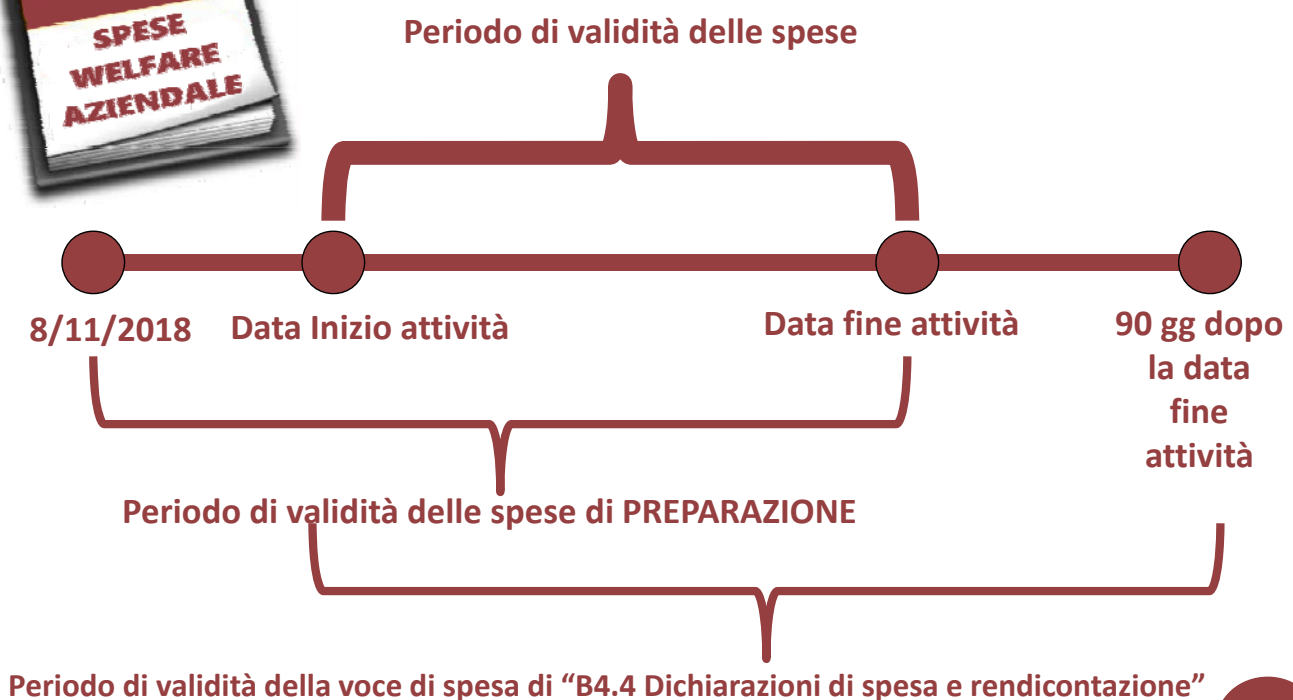 SPESE
WELFARE
AZIENDALE
Periodo di validità delle spese
8/11/2018
Data Inizio attività
Data fine attività
90 gg dopo
la data
fine
attività
Periodo di validità delle spese di PREPARAZIONE
Periodo di validità della voce di spesa di “B4.4 Dichiarazioni di spesa e rendicontazione”